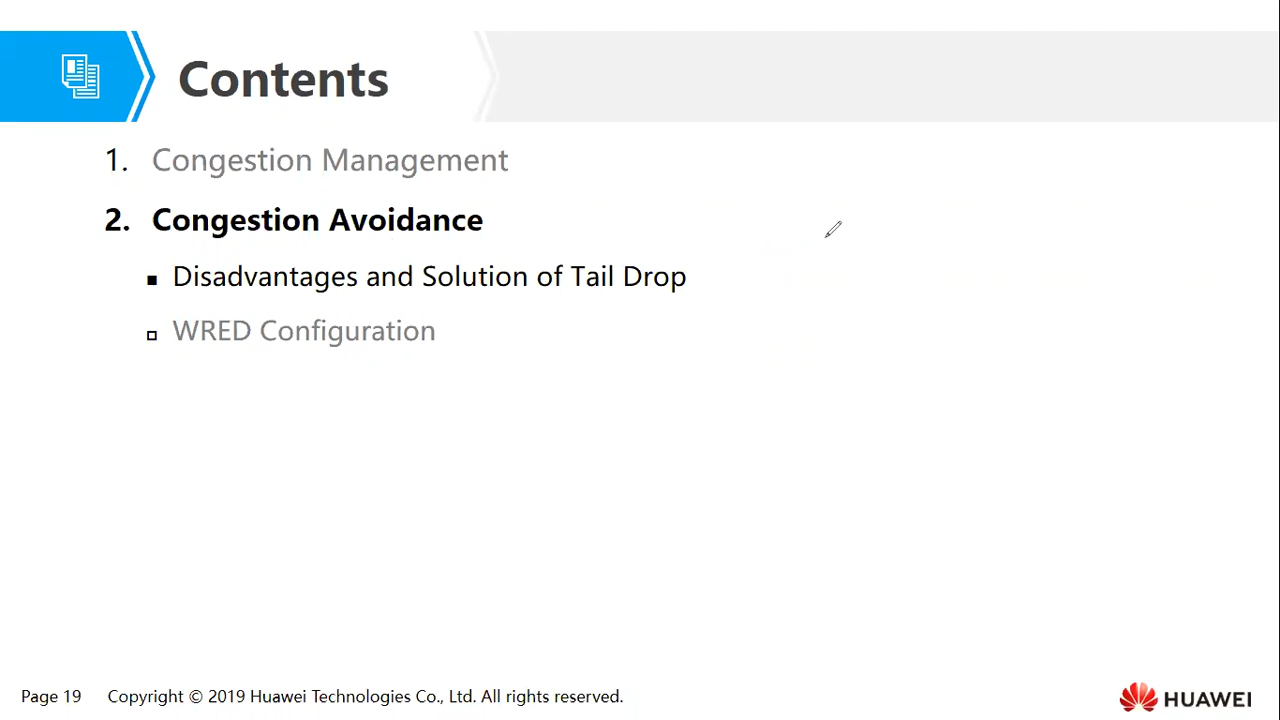 Contents
1. Congestion Management
2. Congestion Avoidance
Disadvantages and Solution of Tail Drop
WRED Configuration
Page 19 Copyright © 2019 Huawei Technologies Co., Ltd. All rights reserved.
HUAWEI